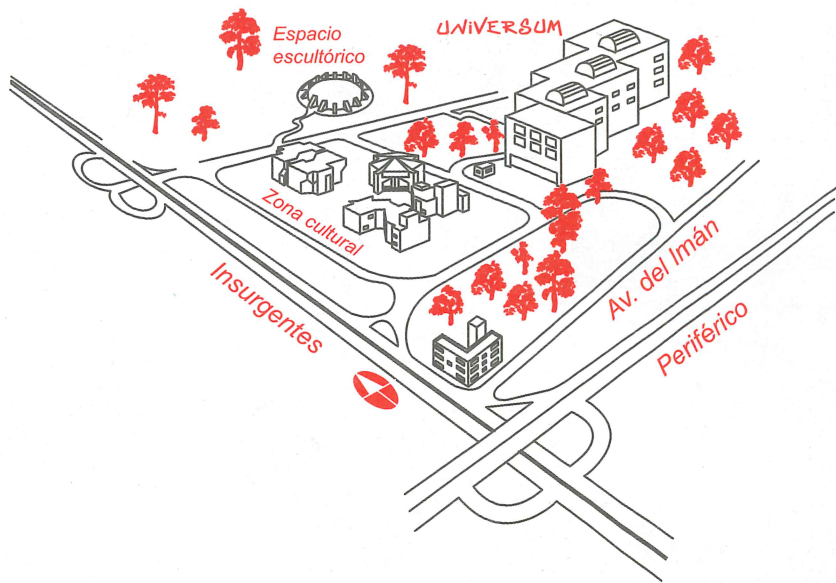 Espacio
escultórico
UNiVERSUM
Zona cultural
Insurgentes
Av. del Imán
Periférico